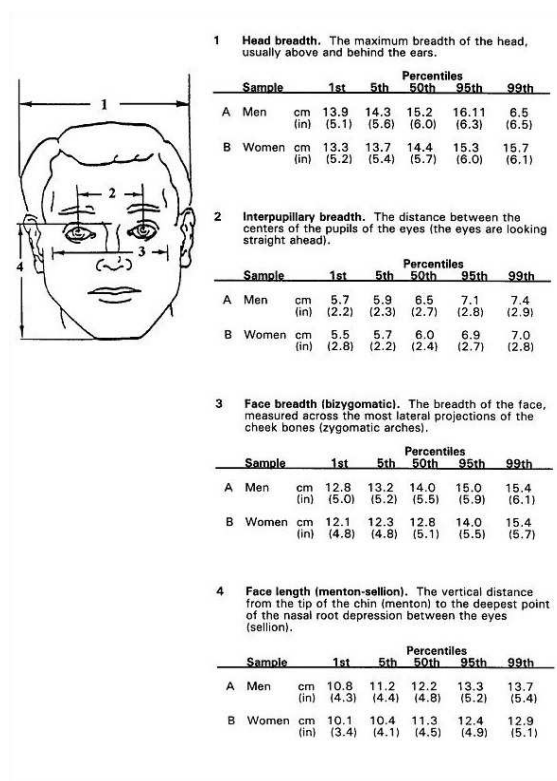 1 Head breadth. The maximum breadth of the head,
usually above and behind the ears.
Percentiles
Sample 1st 5th 50th 95th 99th
A Men cm 13.9 14.3 15.2 16.11 6.5
(in) (5.1) (5.6) (6.0) (6.3) (6.5)
B Women cm 13.3 13.7 14.4 15.3 15.7
(in) (5.2) (5.4) (5.7) (6.0) (6.1)
1
2
3
4
2 Interpupillary breadth. The distance between the
centers of the pupils of the eyes (the eyes are looking
straight ahead).
Percentiles
Sample 1st 5th 50th 95th 99th
A Men cm 5.7 5.9 6.5 7.1 7.4
(in) (2.2) (2.3) (2.7) (2.8) (2.9)
B Women cm 5.5 5.7 6.0 6.9 7.0
(in) (2.8) (2.2) (2.4) (2.7) (2.8)
3 Face breadth (bizygomatic). The breadth of the face,
measured across the most lateral projections of the
cheek bones (zygomatic arches).
Percentiles
Sample 1st 5th 50th 95th 99th
A Men cm 12.8 13.2 14.0 15.0 15.4
(in) (5.0) (5.2) (5.5) (5.9) (6.1)
B Women cm 12.1 12.3 12.8 14.0 15.4
(in) (4.8) (4.8) (5.1) (5.5) (5.7)
4 Face length (menton-sellion). The vertical distance
from the tip of the chin (menton) to the deepest point
of the nasal root depression between the eyes
(sellion).
Percentiles
Sample 1st 5th 50th 95th 99th
A Men cm 10.8 11.2 12.2 13.3 13.7
(in) (4.3) (4.4) (4.8) (5.2) (5.4)
B Women cm 10.1 10.4 11.3 12.4 12.9
(in) (3.4) (4.1) (4.5) (4.9) (5.1)